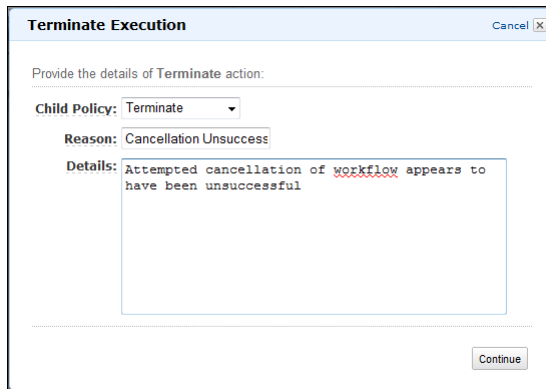 Terminate Execution
Cancel
Provide the details of Terminate action:
Child Policy: Terminate
Reason: Cancellation Unsuccess
Details: Attempted cancellation of workflow appears to
have been unsuccessful
Continue